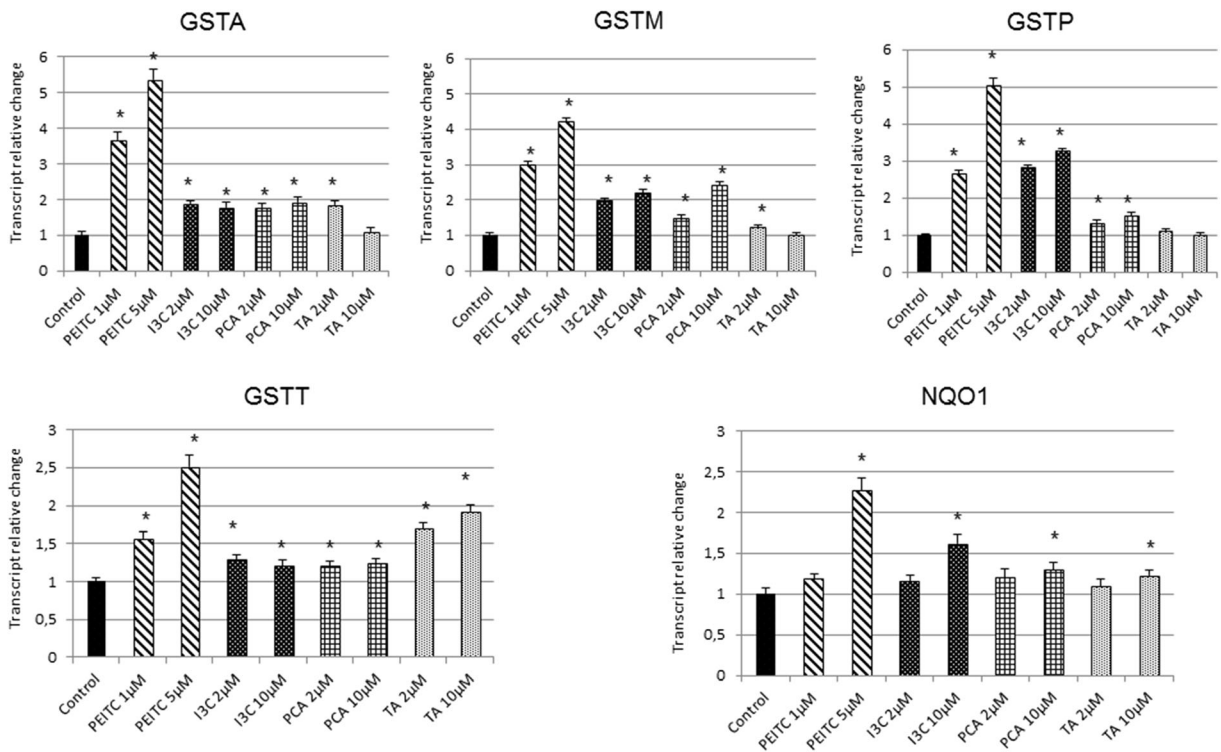 GSTA
Transcript relative change
6
5
4
3
2
1
0
* * * * * * *
Control
PEITC 1µM
PEITC 5µM
I3C 2µM
I3C 10µM
PCA 2µM
PCA 10µM
TA 2µM
TA 10µM
GSTM
Transcript relative change
6
5
4
3
2
1
0
* * * * * * *
Control
PEITC 1µM
PEITC 5µM
I3C 2µM
I3C 10µM
PCA 2µM
PCA 10µM
TA 2µM
TA 10µM
GSTP
Transcript relative change
6
5
4
3
2
1
0
* * * * * *
Control
PEITC 1µM
PEITC 5µM
I3C 2µM
I3C 10µM
PCA 2µM
PCA 10µM
TA 2µM
TA 10µM
GSTT
Transcript relative change
3
2,5
2
1,5
1
0,5
0
* * * * * * * *
Control
PEITC 1µM
PEITC 5µM
I3C 2µM
I3C 10µM
PCA 2µM
PCA 10µM
TA 2µM
TA 10µM
NQO1
Transcript relative change
3
2,5
2
1,5
1
0,5
0
* * * *
Control
PEITC 1µM
PEITC 5µM
I3C 2µM
I3C 10µM
PCA 2µM
PCA 10µM
TA 2µM
TA 10µM